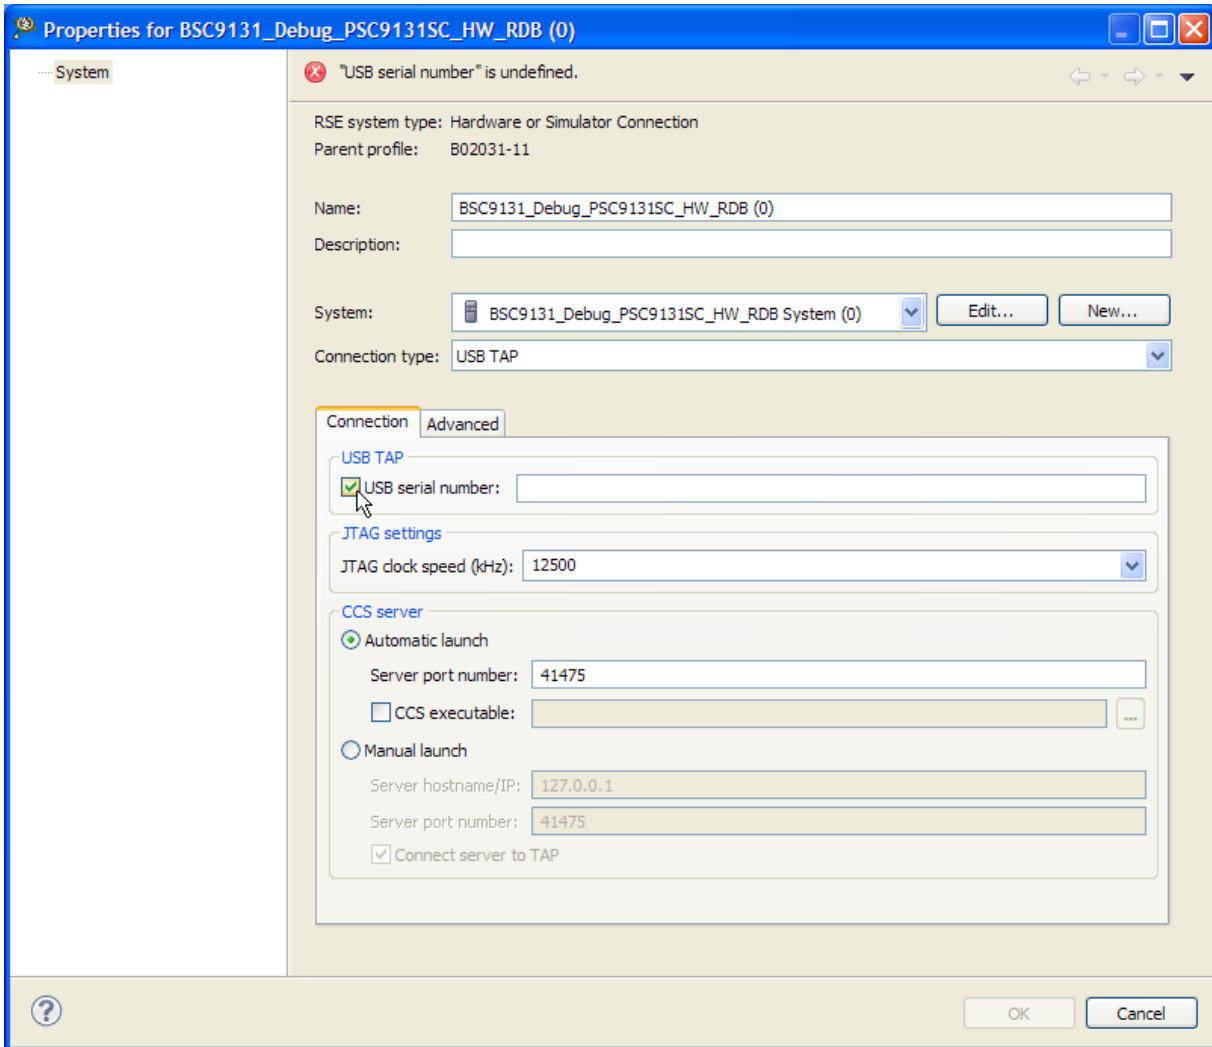 Properties for BSC9131_Debug_PSC9131SC_HW_RDB (0)
System
"USB serial number" is undefined.
RSE system type: Hardware or Simulator Connection
Parent profile: B02031-11
Name: BSC9131_Debug_PSC9131SC_HW_RDB (0)
Description:
System: BSC9131_Debug_PSC9131SC_HW_RDB System (0) Edit... New...
Connection type: USB TAP
Connection Advanced
USB TAP
USB serial number:
JTAG settings
JTAG clock speed (kHz): 12500
CCS server
Automatic launch
Server port number: 41475
CCS executable: ...
Manual launch
Server hostname/IP: 127.0.0.1
Server port number: 41475
Connect server to TAP
? OK Cancel